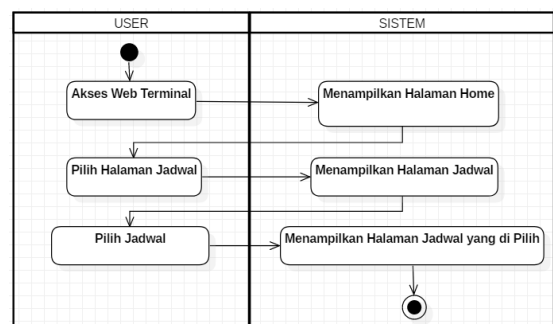 USER
SISTEM
Akses Web Terminal
Menampilkan Halaman Home
Pilih Halaman Jadwal
Menampilkan Halaman Jadwal
Pilih Jadwal
Menampilkan Halaman Jadwal yang di Pilih